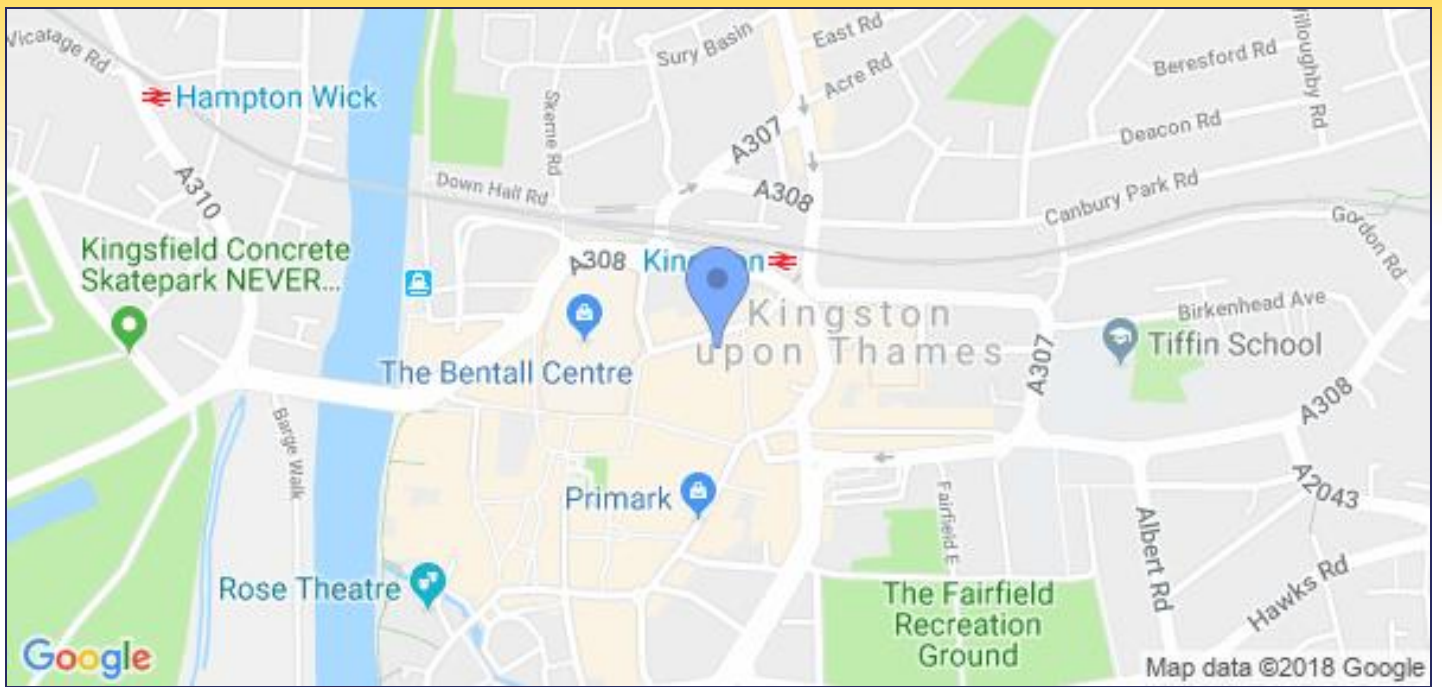 Vicarage Rd
Hampton Wick
A310
Kingsfield Concrete
Skatepark NEVER...
Sury Basin
Skerne Rd
East Rd
Acre Rd
A307
A308
Down Hall Rd
Beresford Rd
illoughby Rd
Deacon Rd
Canbury Park Rd
Gordon Rd
A308
Kingston
Kingston
upon Thames
Birkenhead Ave
Tiffin School
The Bentall Centre
A307
A308
Barge Walk
Primark
Fairfield E
A2043
Albert Rd
Hawks Rd
Rose Theatre
The Fairfield
Recreation
Ground
Google
Map data ©2018 Google